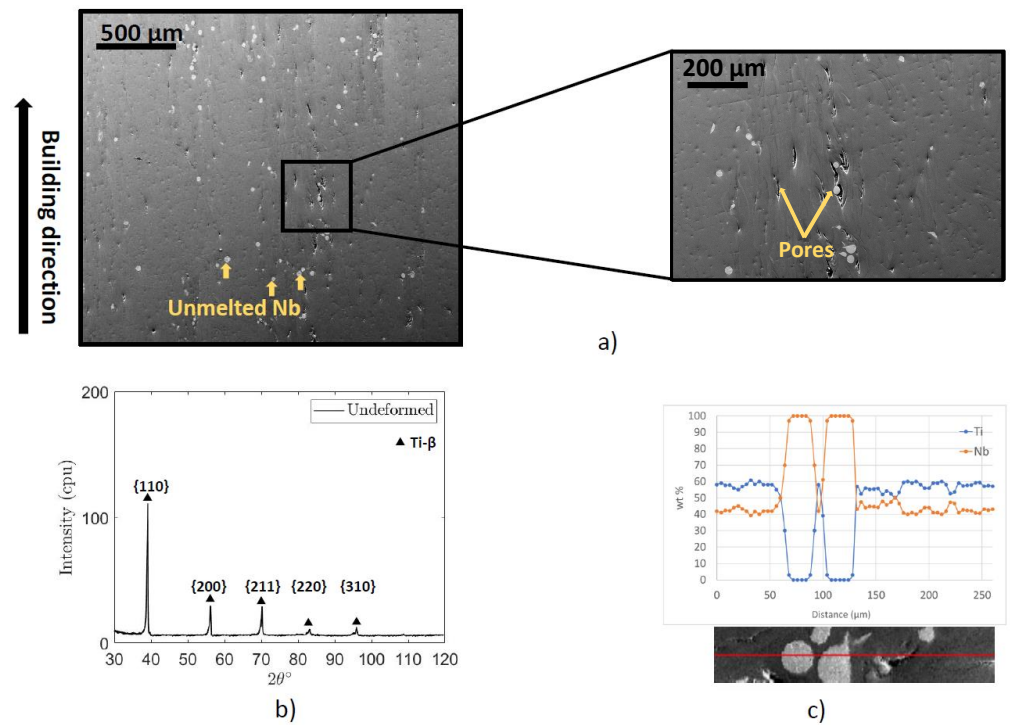 500 μm
200 μm
Building direction
Unmelted Nb
Pores
a)
200
100
0
Intensity (cpu)
Undeformed
Ti-β
{110}
{200}
{211}
{220}
{310}
30 40 50 60 70 80 90 100 110 120
2θ°
b)
100
90
80
70
60
50
40
30
20
10
0
wt %
Ti
Nb
0 50 100 150 200 250
Distance (μm)
c)